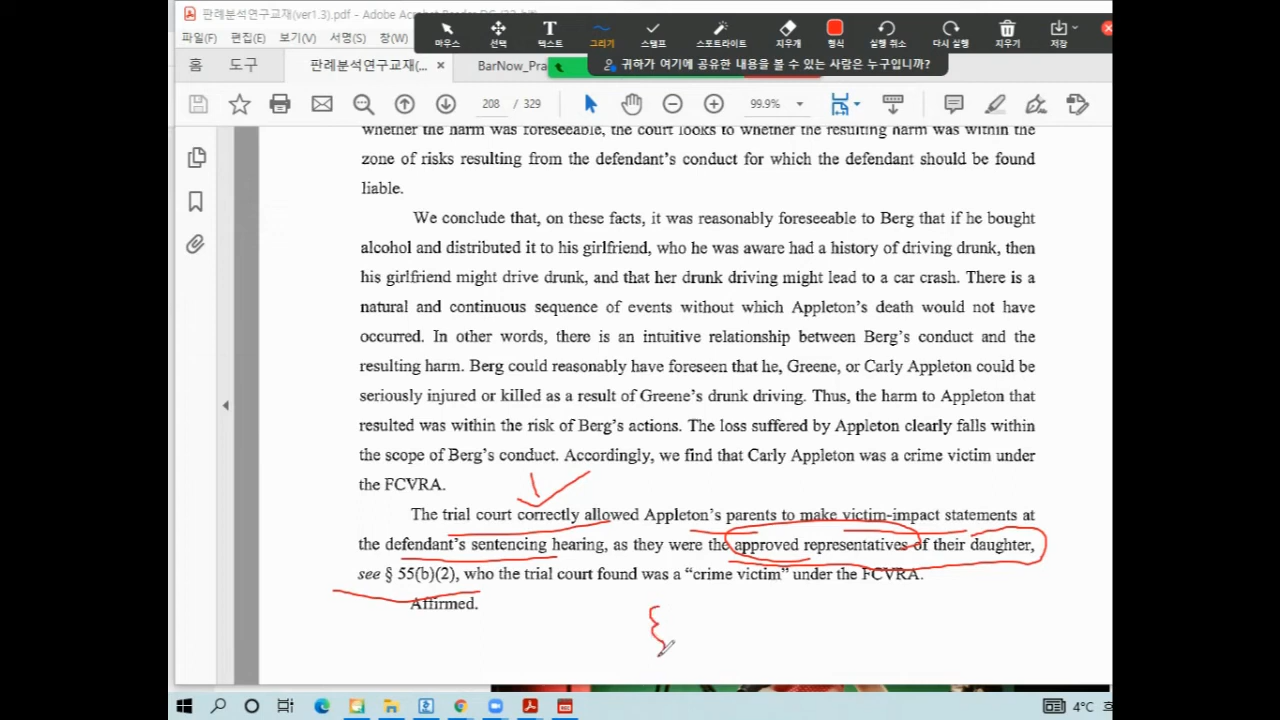 판례분석연구교재(ver1.3).pdf - Adobe Acrobat Reader DC (32-bit)
파일(F) 편집(E) 보기(V) 서명(S) 창(W)
마우스 선택 텍스트 그리기 스탬프 스포트라이트 지우개 형식 실행 취소 다시 실행 지우기 저장
귀하가 여기에 공유한 내용을 볼 수 있는 사람은 누구입니까?
홈 도구 판례분석연구교재(... × BarNow_Pra
208 / 329 99.9%
whether the harm was foreseeable, the court looks to whether the resulting harm was within the
zone of risks resulting from the defendant's conduct for which the defendant should be found
liable.
We conclude that, on these facts, it was reasonably foreseeable to Berg that if he bought
alcohol and distributed it to his girlfriend, who he was aware had a history of driving drunk, then
his girlfriend might drive drunk, and that her drunk driving might lead to a car crash. There is a
natural and continuous sequence of events without which Appleton's death would not have
occurred. In other words, there is an intuitive relationship between Berg's conduct and the
resulting harm. Berg could reasonably have foreseen that he, Greene, or Carly Appleton could be
seriously injured or killed as a result of Greene's drunk driving. Thus, the harm to Appleton that
resulted was within the risk of Berg's actions. The loss suffered by Appleton clearly falls within
the scope of Berg's conduct. Accordingly, we find that Carly Appleton was a crime victim under
the FCVRA.
The trial court correctly allowed Appleton's parents to make victim-impact statements at
the defendant's sentencing hearing, as they were the approved representatives of their daughter,
see § 55(b)(2), who the trial court found was a "crime victim" under the FCVRA.
Affirmed.
4°C